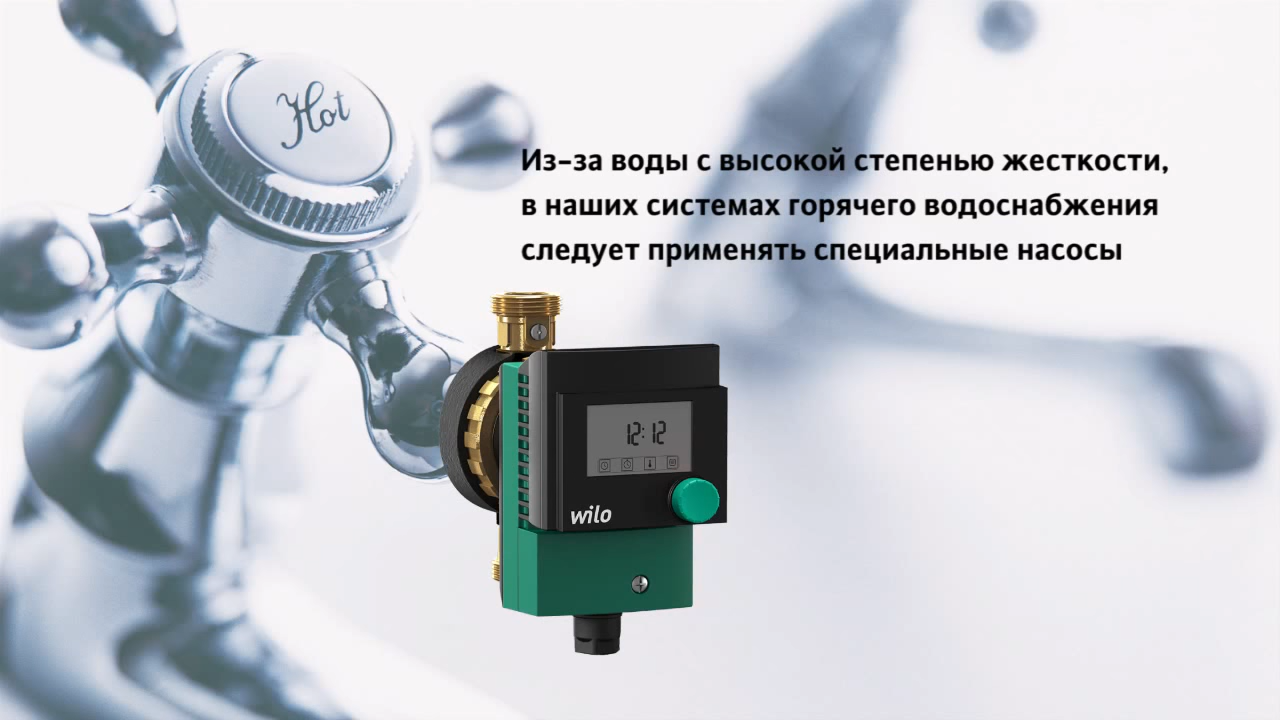 Hot
Из-за воды с высокой степенью жесткости,
в наших системах горячего водоснабжения
следует применять специальные насосы
12:12
wilo